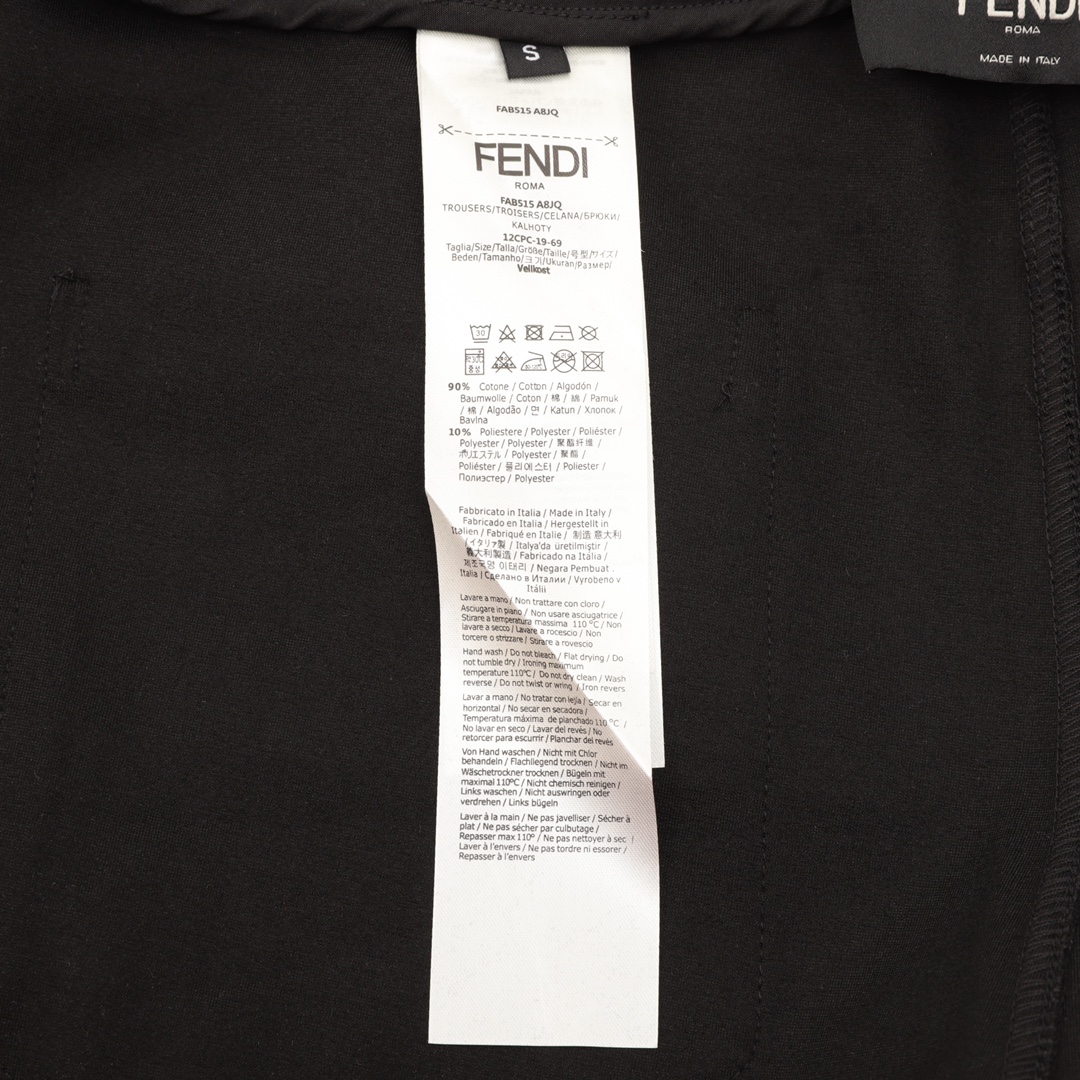 S
FENDI
ROMA
MADE IN ITALY
FAB515 A8JQ
FENDI
ROMA
FAB515 A8JQ
TROUSERS/TROISERS/CELANA/БРЮКИ/
KALHOTY
12CPC-19-69
Taglia/Size/Talla/Größe/Taille/号型/サイズ/
Beden/Tamanho/크기/Ukuran/Размер/
Velikost
30
90% Cotone / Cotton / Algodón /
Baumwolle / Coton / 棉 / 綿 / Pamuk
/ 棉 / Algodão / 면 / Katun / Хлопок /
Bavlna
10% Poliestere / Polyester / Poliéster /
Polyester / Polyester / 聚酯纤维 /
ポリエステル / Polyester / 聚酯 /
Poliéster / 폴리에스터 / Poliester /
Полиэстер / Polyester
Fabbricato in Italia / Made in Italy /
Fabricado en Italia / Hergestellt in
Italien / Fabriqué en Italie / 制造 意大利
/ イタリア製 / Italya'da üretilmiştir /
義大利製造 / Fabricado na Itália /
제조국명 이태리 / Negara Pembuat :
Italia / Сделано в Италии / Vyrobeno v
Itálii
Lavare a mano / Non trattare con cloro /
Asciugare in piano / Non usare asciugatrice /
Stirare a temperatura massima 110 °C / Non
lavare a secco / Lavare a rocescio / Non
torcere o strizzare / Stirare a rovescio
Hand wash / Do not bleach / Flat drying / Do
not tumble dry / Ironing maximum
temperature 110°C / Do not dry clean / Wash
reverse / Do not twist or wring / Iron revers
Lavar a mano / No tratar con lejía / Secar en
horizontal / No secar en secadora /
Temperatura máxima de planchado 110 °C /
No lavar en seco / Lavar del revés / No
retorcer para escurrir / Planchar del revés
Von Hand waschen / Nicht mit Chlor
behandeln / Flachliegend trocknen / Nicht im
Wäschetrockner trocknen / Bügeln mit
maximal 110°C / Nicht chemisch reinigen /
Links waschen / Nicht auswringen oder
verdrehen / Links bügeln
Laver à la main / Ne pas javelliser / Sécher à
plat / Ne pas sécher par culbutage /
Repasser max 110° / Ne pas nettoyer à sec /
Laver à l'envers / Ne pas tordre ni essorer /
Repasser à l'envers